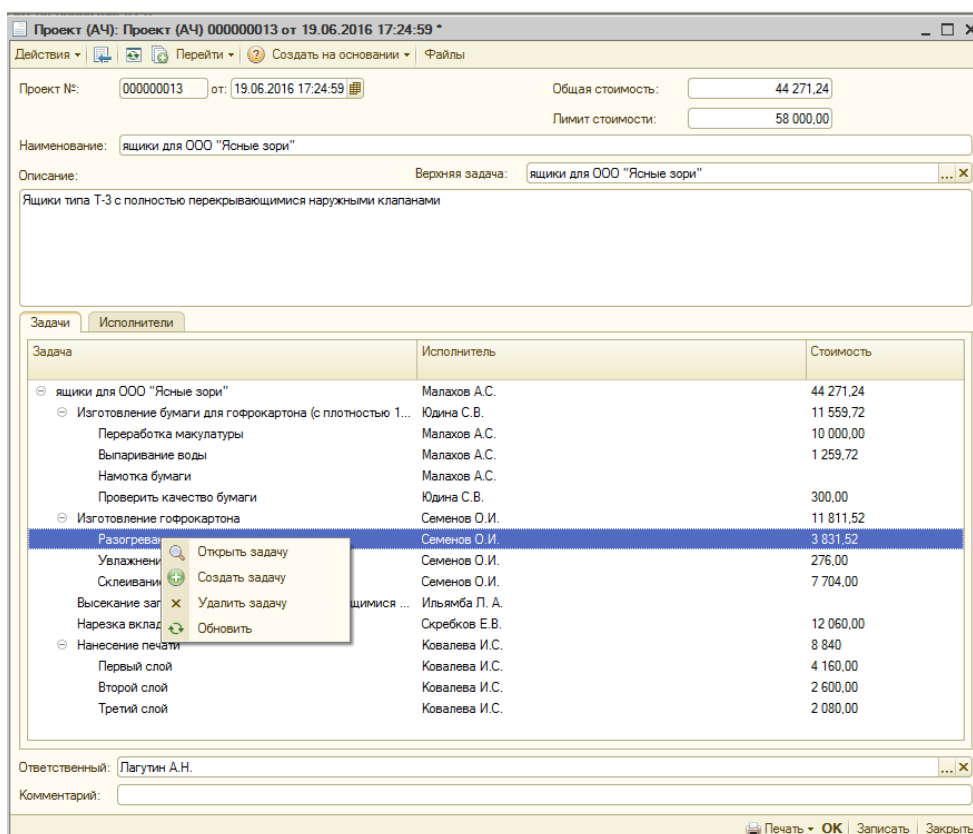 Проект (АЧ): Проект (АЧ) 000000013 от 19.06.2016 17:24:59 *
Действия Перейти Создать на основании Файлы
Проект №: 000000013 от: 19.06.2016 17:24:59 Общая стоимость: 44 271,24
Лимит стоимости: 58 000,00
Наименование: ящики для ООО "Ясные зори"
Описание: Верхняя задача: ящики для ООО "Ясные зори" ...
Ящики типа Т-3 с полностью перекрывающимися наружными клапанами
Задачи Исполнители
Задача Исполнитель Стоимость
ящики для ООО "Ясные зори" Малахов А.С. 44 271,24
Изготовление бумаги для гофрокартона (с плотностью 1... Юдина С.В. 11 559,72
Переработка макулатуры Малахов А.С. 10 000,00
Выпаривание воды Малахов А.С. 1 259,72
Намотка бумаги Малахов А.С.
Проверить качество бумаги Юдина С.В. 300,00
Изготовление гофрокартона Семенов О.И. 11 811,52
Разогреван Семенов О.И. 3 831,52
Открыть задачу
Увлажнени Семенов О.И. 276,00
Создать задачу
Склеивани Семенов О.И. 7 704,00
Высекание заг щимися ... Ильямба Л. А.
Удалить задачу
Нарезка вклад Скребков Е.В. 12 060,00
Обновить
Нанесение печати Ковалева И.С. 8 840
Первый слой Ковалева И.С. 4 160,00
Второй слой Ковалева И.С. 2 600,00
Третий слой Ковалева И.С. 2 080,00
Ответственный: Лагутин А.Н. ...
Комментарий:
Печать OK Записать Закрыть